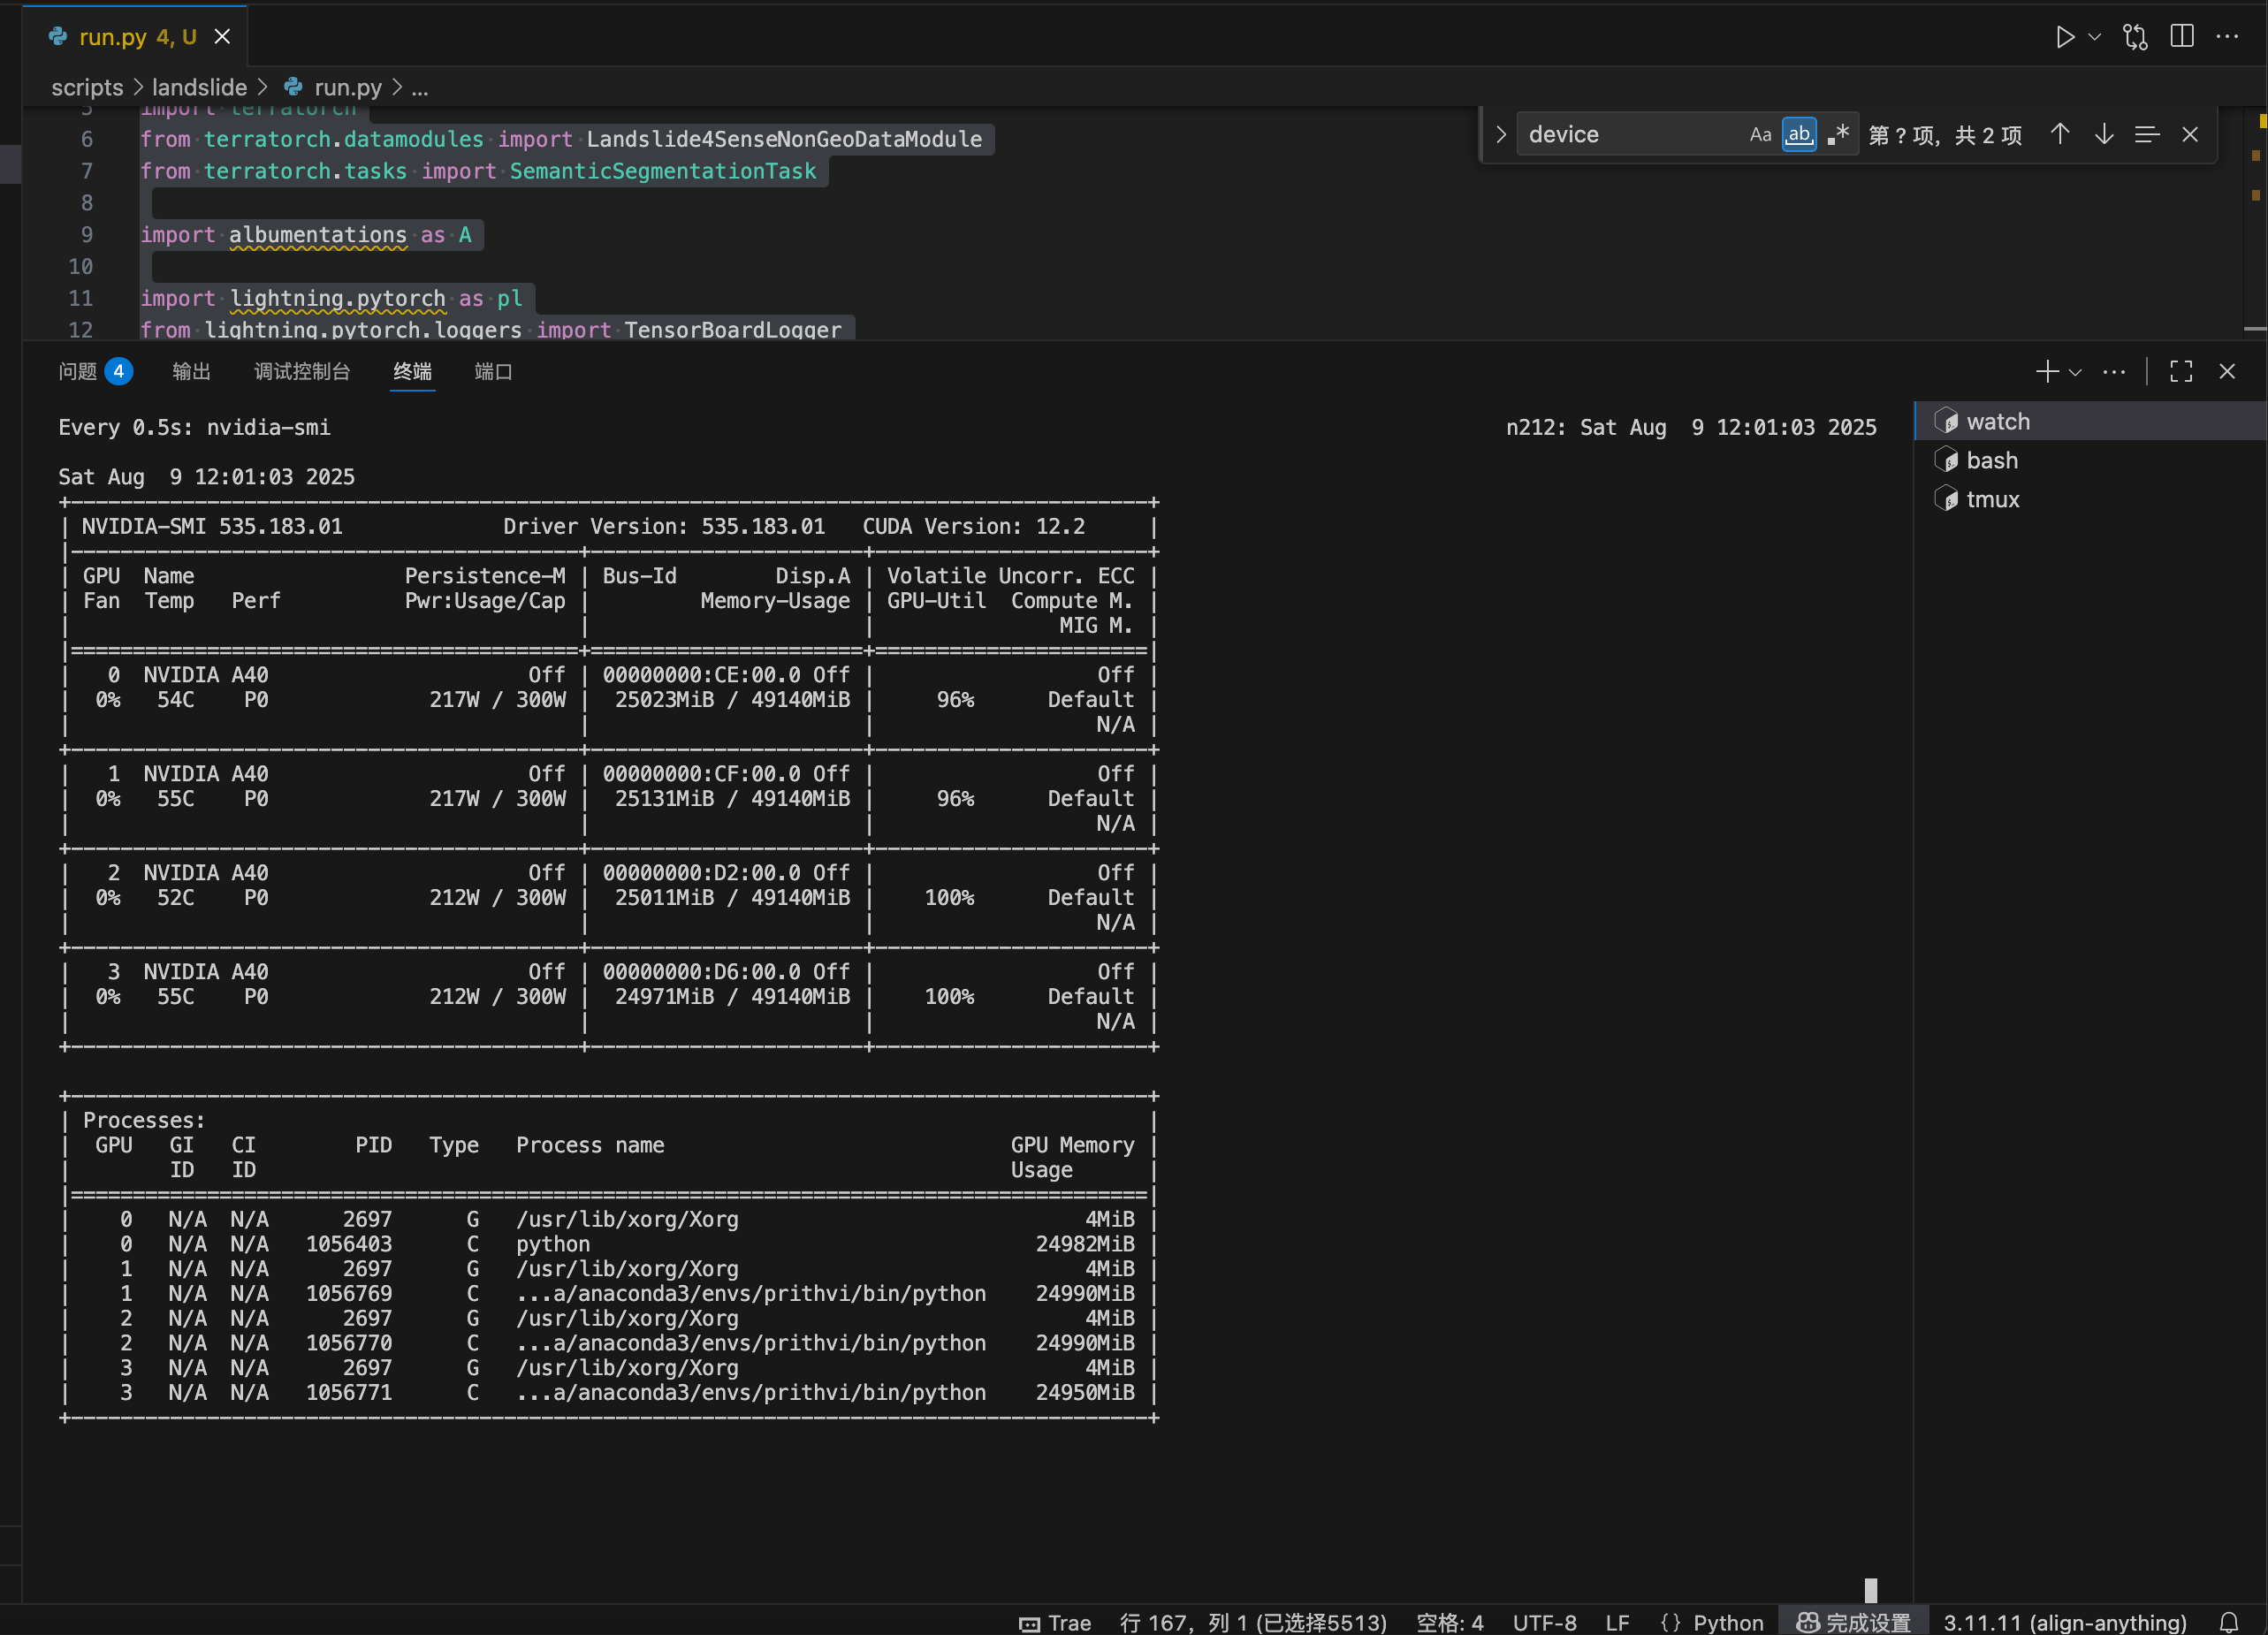 run.py 4, U
scripts > landslide > run.py > ...
5 import terratorch
6 from terratorch.datamodules import Landslide4SenseNonGeoDataModule
7 from terratorch.tasks import SemanticSegmentationTask
8
9 import albumentations as A
10
11 import lightning.pytorch as pl
12 from lightning.pytorch.loggers import TensorBoardLogger
device Aa ab .* 第 ? 项, 共 2 项
问题 4 输出 调试控制台 终端 端口
Every 0.5s: nvidia-smi n212: Sat Aug  9 12:01:03 2025
Sat Aug  9 12:01:03 2025
+---------------------------------------------------------------------------------------+
| NVIDIA-SMI 535.183.01             Driver Version: 535.183.01   CUDA Version: 12.2     |
|-----------------------------------------+----------------------+----------------------+
| GPU  Name                 Persistence-M | Bus-Id        Disp.A | Volatile Uncorr. ECC |
| Fan  Temp   Perf          Pwr:Usage/Cap |         Memory-Usage | GPU-Util  Compute M. |
|                                         |                      |               MIG M. |
|=========================================+======================+======================|
|   0  NVIDIA A40                     Off | 00000000:CE:00.0 Off |                  Off |
|  0%   54C    P0             217W / 300W |  25023MiB / 49140MiB |     96%      Default |
|                                         |                      |                  N/A |
+-----------------------------------------+----------------------+----------------------+
|   1  NVIDIA A40                     Off | 00000000:CF:00.0 Off |                  Off |
|  0%   55C    P0             217W / 300W |  25131MiB / 49140MiB |     96%      Default |
|                                         |                      |                  N/A |
+-----------------------------------------+----------------------+----------------------+
|   2  NVIDIA A40                     Off | 00000000:D2:00.0 Off |                  Off |
|  0%   52C    P0             212W / 300W |  25011MiB / 49140MiB |    100%      Default |
|                                         |                      |                  N/A |
+-----------------------------------------+----------------------+----------------------+
|   3  NVIDIA A40                     Off | 00000000:D6:00.0 Off |                  Off |
|  0%   55C    P0             212W / 300W |  24971MiB / 49140MiB |    100%      Default |
|                                         |                      |                  N/A |
+-----------------------------------------+----------------------+----------------------+
+---------------------------------------------------------------------------------------+
| Processes:                                                                            |
|  GPU   GI   CI        PID   Type   Process name                            GPU Memory |
|        ID   ID                                                             Usage      |
|=======================================================================================|
|    0   N/A  N/A      2697      G   /usr/lib/xorg/Xorg                            4MiB |
|    0   N/A  N/A   1056403      C   python                                    24982MiB |
|    1   N/A  N/A      2697      G   /usr/lib/xorg/Xorg                            4MiB |
|    1   N/A  N/A   1056769      C   ...a/anaconda3/envs/prithvi/bin/python    24990MiB |
|    2   N/A  N/A      2697      G   /usr/lib/xorg/Xorg                            4MiB |
|    2   N/A  N/A   1056770      C   ...a/anaconda3/envs/prithvi/bin/python    24990MiB |
|    3   N/A  N/A      2697      G   /usr/lib/xorg/Xorg                            4MiB |
|    3   N/A  N/A   1056771      C   ...a/anaconda3/envs/prithvi/bin/python    24950MiB |
+---------------------------------------------------------------------------------------+
watch
bash
tmux
Trae 行 167, 列 1 (已选择5513) 空格: 4 UTF-8 LF {} Python 完成设置 3.11.11 (align-anything)